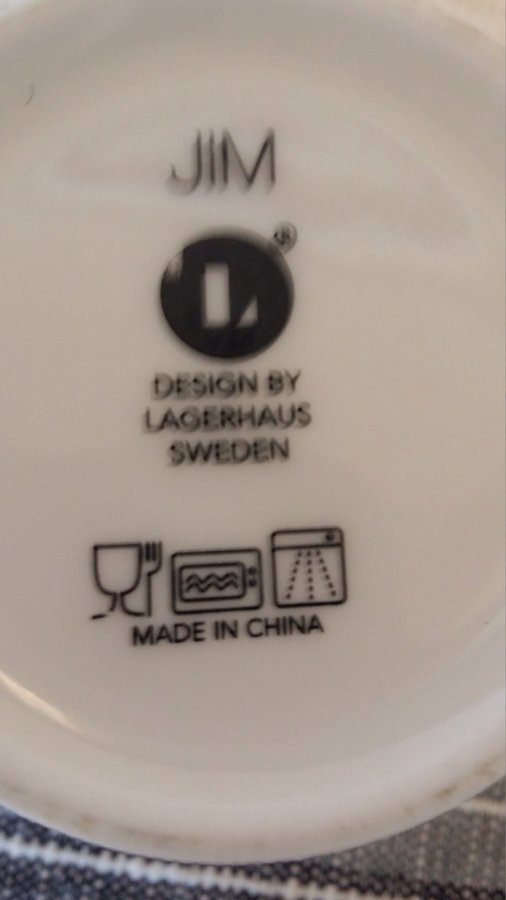 JIM
L®
DESIGN BY
LAGERHAUS
SWEDEN
MADE IN CHINA